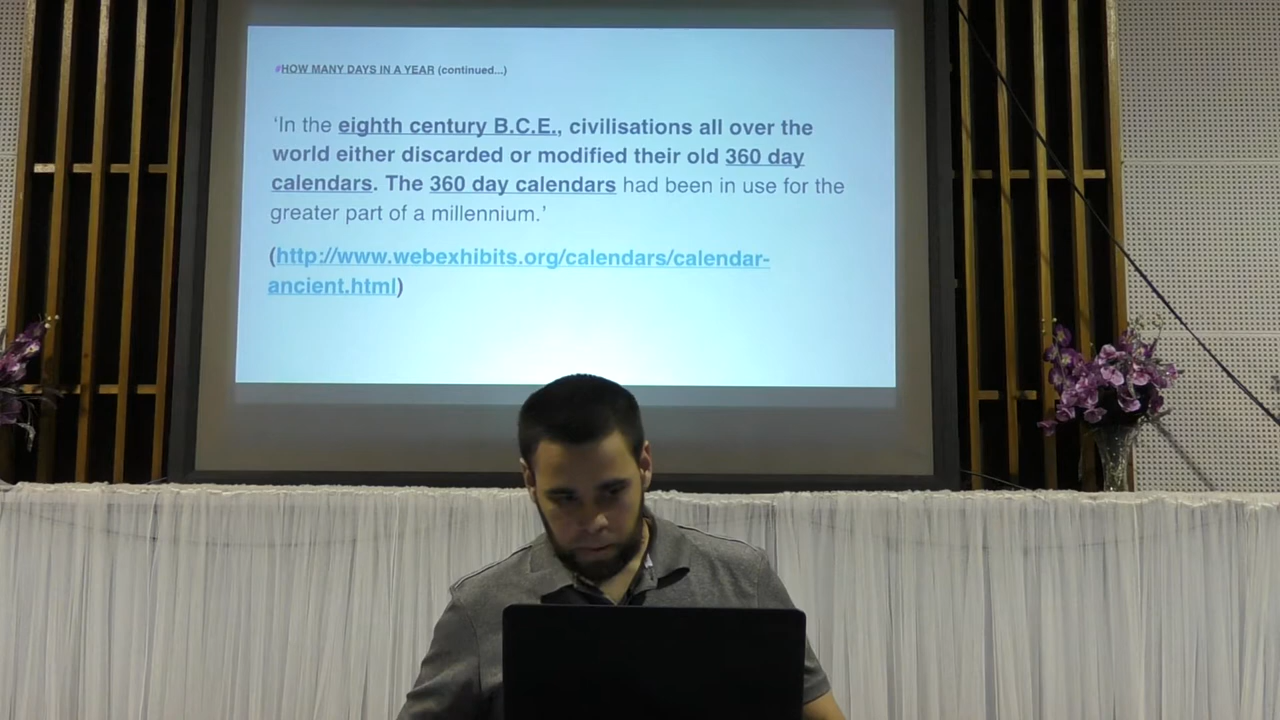 #HOW MANY DAYS IN A YEAR (continued...)
‘In the eighth century B.C.E., civilisations all over the
world either discarded or modified their old 360 day
calendars. The 360 day calendars had been in use for the
greater part of a millennium.’
(http://www.webexhibits.org/calendars/calendar-
ancient.html)